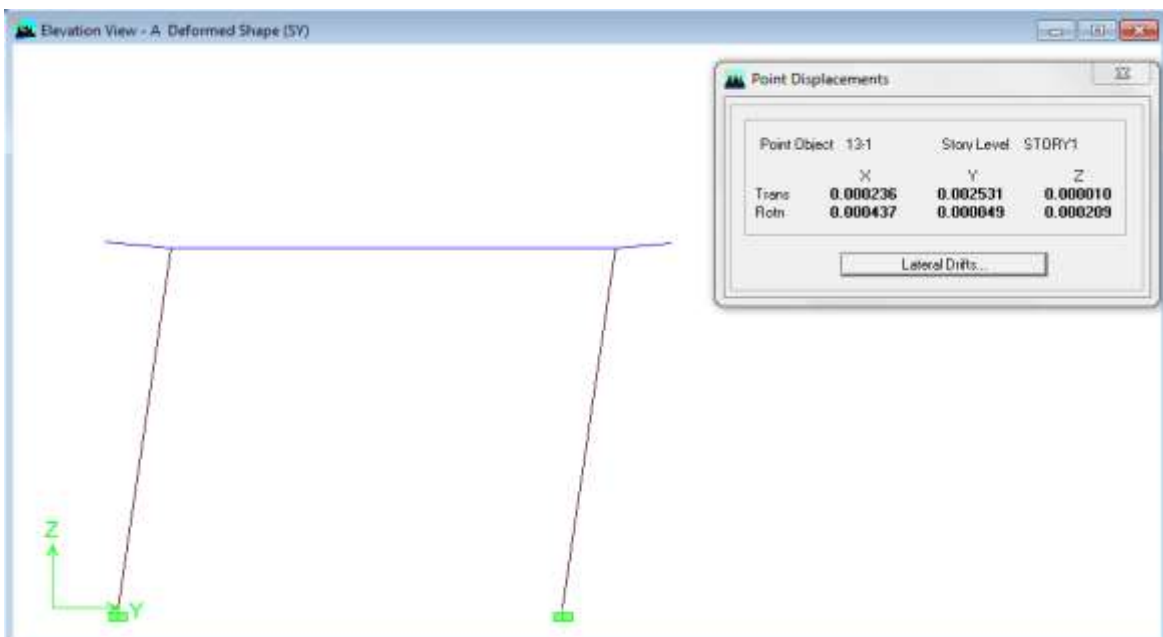 Elevation View - A Deformed Shape (SY)
Point Displacements
Point Object 13-1 Story Level STORY1
X Y Z
Trans 0.000236 0.002531 0.000010
Rotn 0.000437 0.000049 0.000209
Lateral Drifts...
Z
X Y